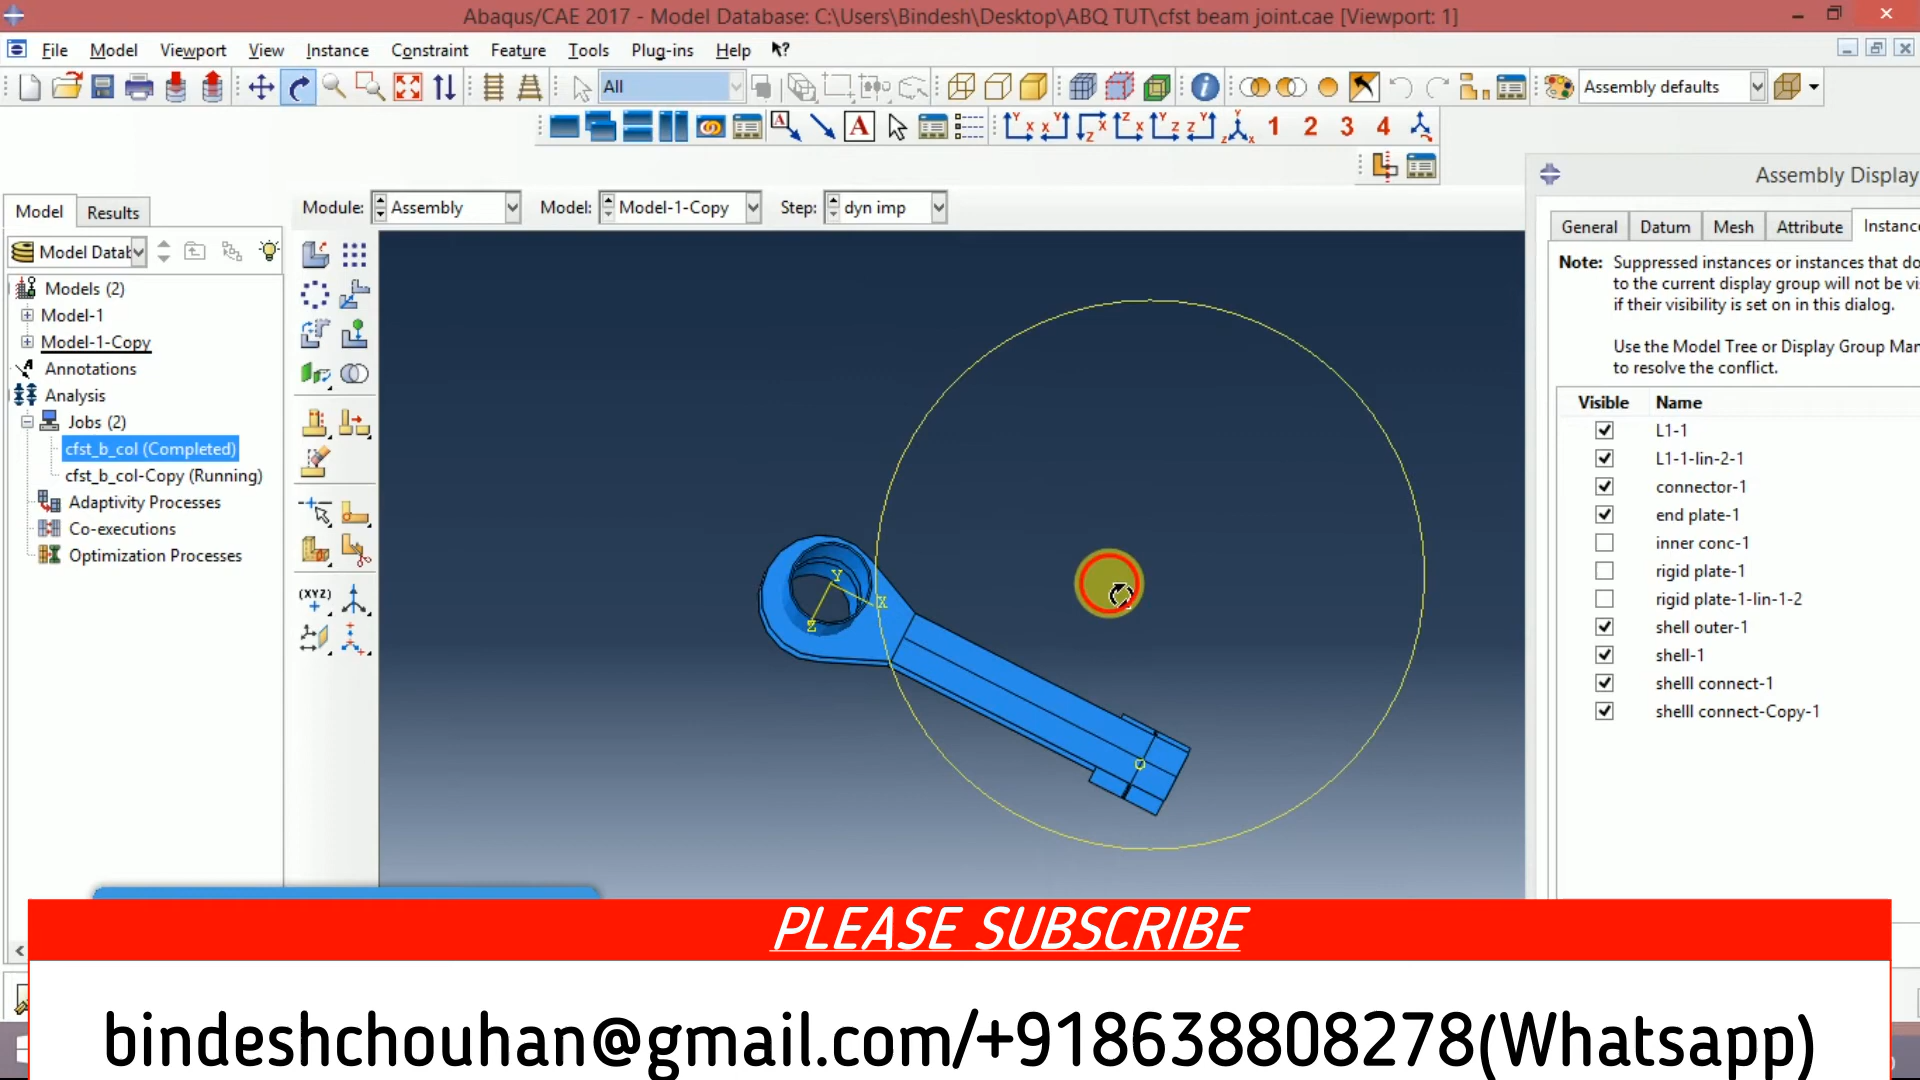 Abaqus/CAE 2017 - Model Database: C:\Users\Bindesh\Desktop\ABQ TUT\cfst beam joint.cae [Viewport: 1]
File Model Viewport View Instance Constraint Feature Tools Plug-ins Help ?
All
Assembly defaults
A A 1 2 3 4
Assembly Display
Model Results
Module: Assembly Model: Model-1-Copy Step: dyn imp
General Datum Mesh Attribute Instanc
Model Datab
Note: Suppressed instances or instances that do
to the current display group will not be vi
if their visibility is set on in this dialog.
Use the Model Tree or Display Group Man
to resolve the conflict.
Models (2)
Model-1
Model-1-Copy
Annotations
Analysis
Jobs (2)
cfst_b_col (Completed)
cfst_b_col-Copy (Running)
Adaptivity Processes
Co-executions
Optimization Processes
(XYZ)
Y
X
Z
Visible Name
L1-1
L1-1-lin-2-1
connector-1
end plate-1
inner conc-1
rigid plate-1
rigid plate-1-lin-1-2
shell outer-1
shell-1
shelll connect-1
shelll connect-Copy-1
PLEASE SUBSCRIBE
bindeshchouhan@gmail.com/+918638808278(Whatsapp)